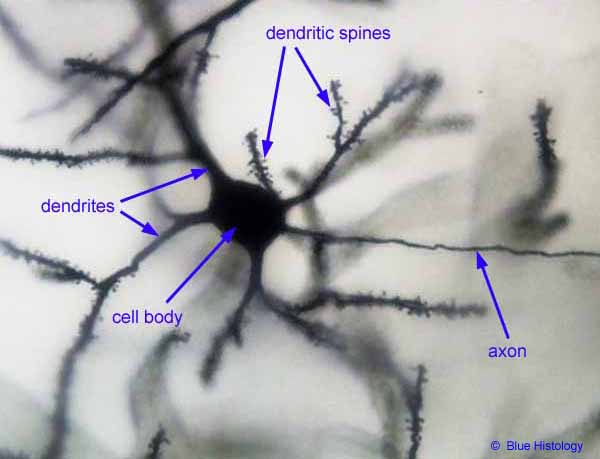 dendritic spines
dendrites
cell body
axon
© Blue Histology